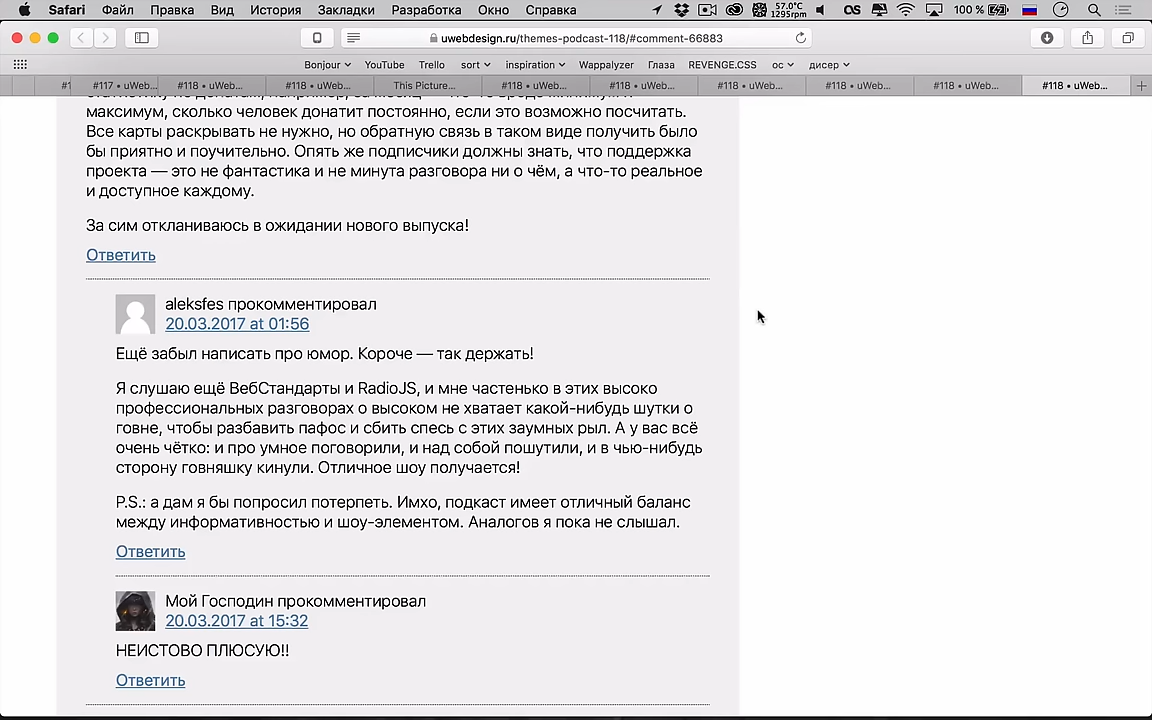 Safari Файл Правка Вид История Закладки Разработка Окно Справка 57.0°C 1295rpm 100 %
uwebdesign.ru/themes-podcast-118/#comment-66883
Bonjour YouTube Trello sort inspiration Wappalyzer Глаза REVENGE.CSS ос дисер
#1 #117 • uWeb... #118 • uWeb... #118 • uWeb... This Picture... #118 • uWeb... #118 • uWeb... #118 • uWeb... #118 • uWeb... #118 • uWeb... #118 • uWeb...
максимум, сколько человек донатит постоянно, если это возможно посчитать.
Все карты раскрывать не нужно, но обратную связь в таком виде получить было
бы приятно и поучительно. Опять же подписчики должны знать, что поддержка
проекта — это не фантастика и не минута разговора ни о чём, а что-то реальное
и доступное каждому.
За сим откланиваюсь в ожидании нового выпуска!
Ответить
aleksfes прокомментировал
20.03.2017 at 01:56
Ещё забыл написать про юмор. Короче — так держать!
Я слушаю ещё ВебСтандарты и RadioJS, и мне частенько в этих высоко
профессиональных разговорах о высоком не хватает какой-нибудь шутки о
говне, чтобы разбавить пафос и сбить спесь с этих заумных рыл. А у вас всё
очень чётко: и про умное поговорили, и над собой пошутили, и в чью-нибудь
сторону говняшку кинули. Отличное шоу получается!
P.S.: а дам я бы попросил потерпеть. Имхо, подкаст имеет отличный баланс
между информативностью и шоу-элементом. Аналогов я пока не слышал.
Ответить
Мой Господин прокомментировал
20.03.2017 at 15:32
НЕИСТОВО ПЛЮСУЮ!!
Ответить